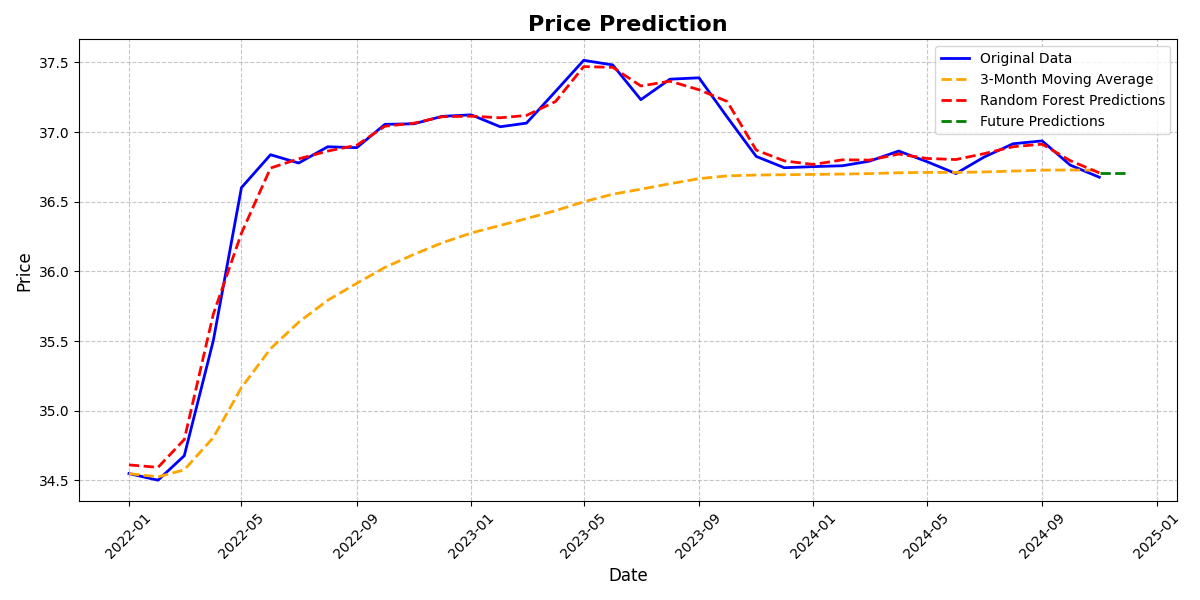 Price Prediction
Original Data
3-Month Moving Average
Random Forest Predictions
Future Predictions
Price
37.5
37.0
36.5
36.0
35.5
35.0
34.5
2022-01
2022-05
2022-09
2023-01
2023-05
2023-09
2024-01
2024-05
2024-09
2025-01
Date